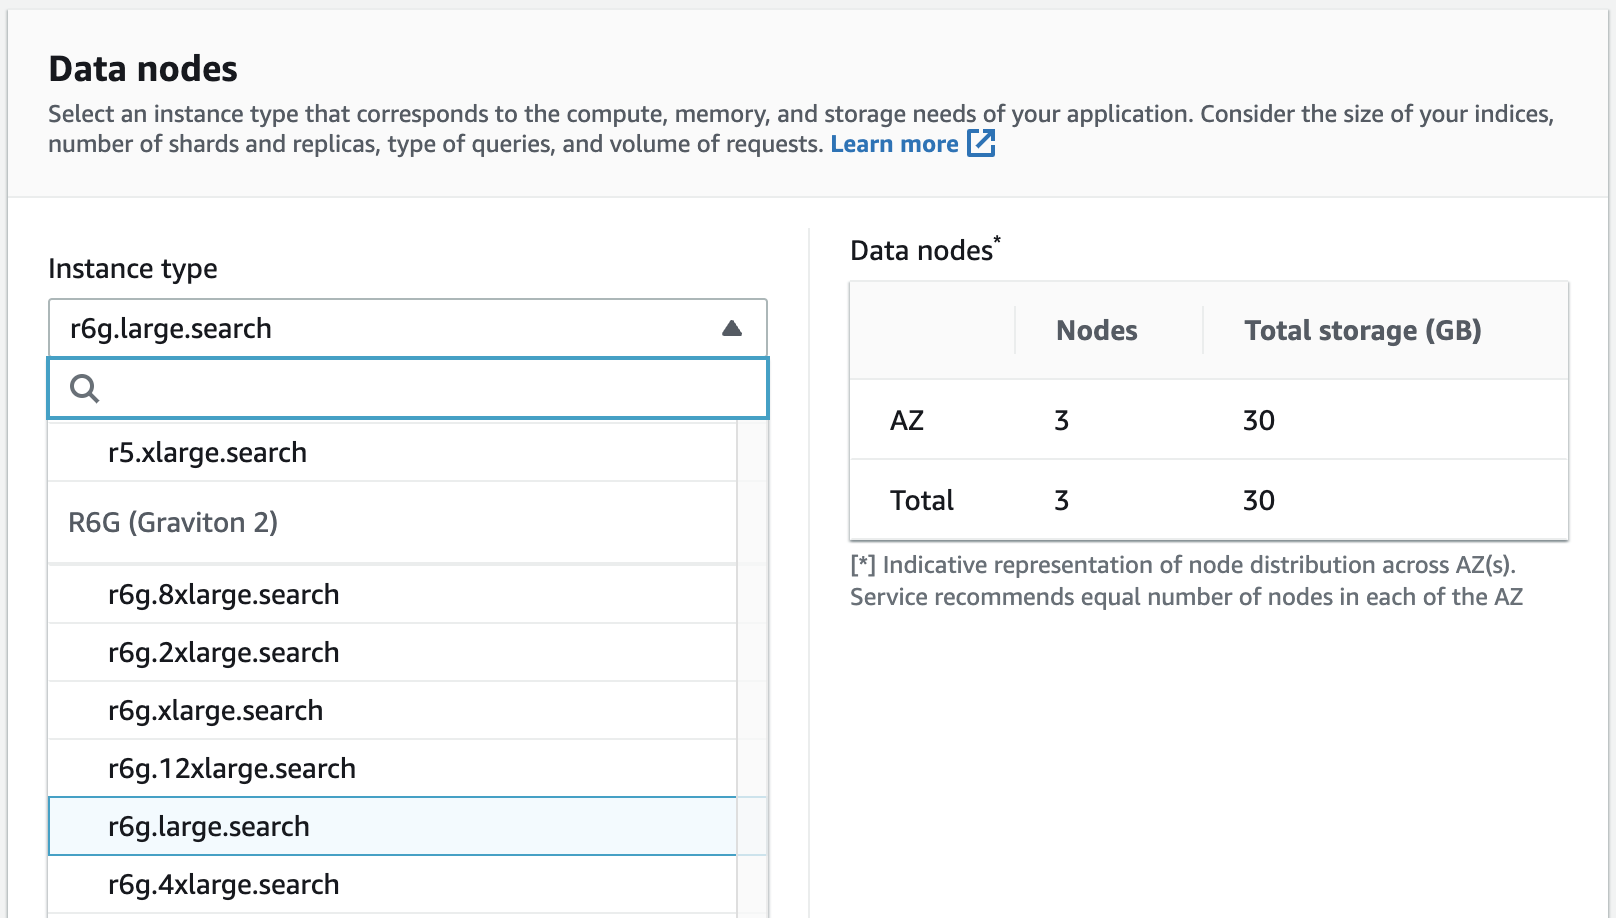 Data nodes
Select an instance type that corresponds to the compute, memory, and storage needs of your application. Consider the size of your indices,
number of shards and replicas, type of queries, and volume of requests. Learn more
Instance type
r6g.large.search
r5.xlarge.search
R6G (Graviton 2)
r6g.8xlarge.search
r6g.2xlarge.search
r6g.xlarge.search
r6g.12xlarge.search
r6g.large.search
r6g.4xlarge.search
Data nodes*
Nodes Total storage (GB)
AZ 3 30
Total 3 30
[*] Indicative representation of node distribution across AZ(s).
Service recommends equal number of nodes in each of the AZ